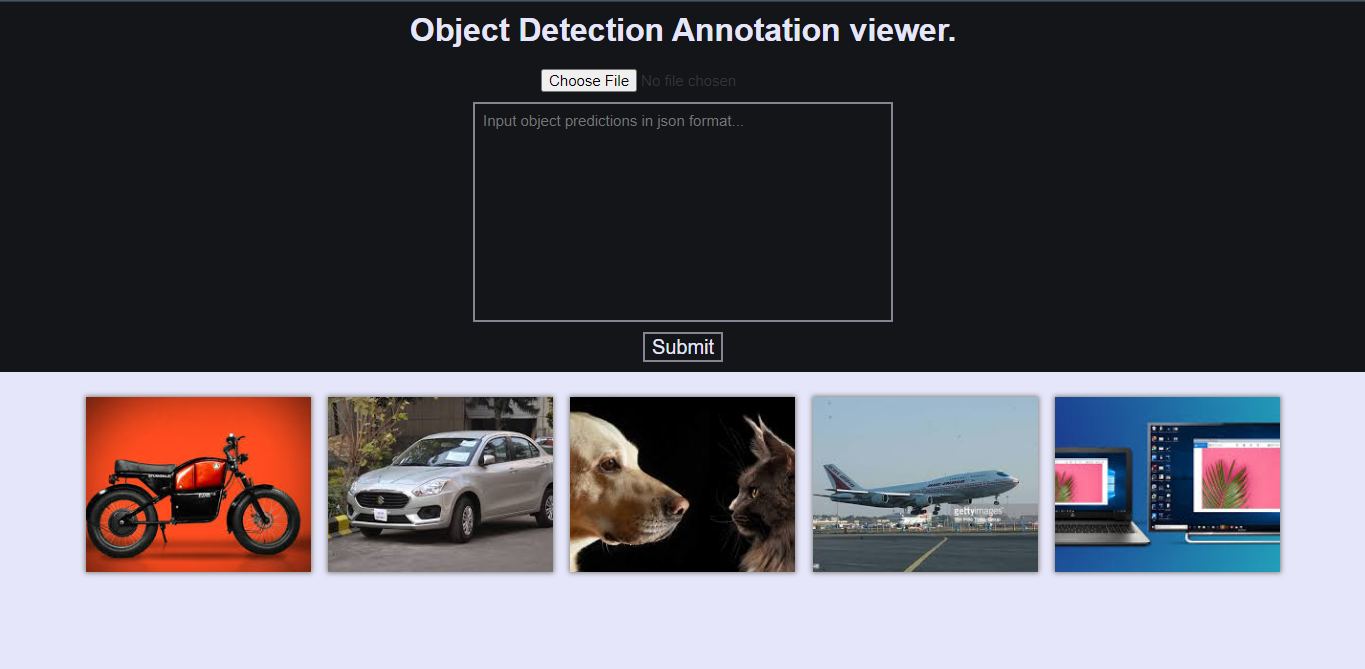 Object Detection Annotation viewer.
Choose File No file chosen
Input object predictions in json format...
Submit
gettyimages